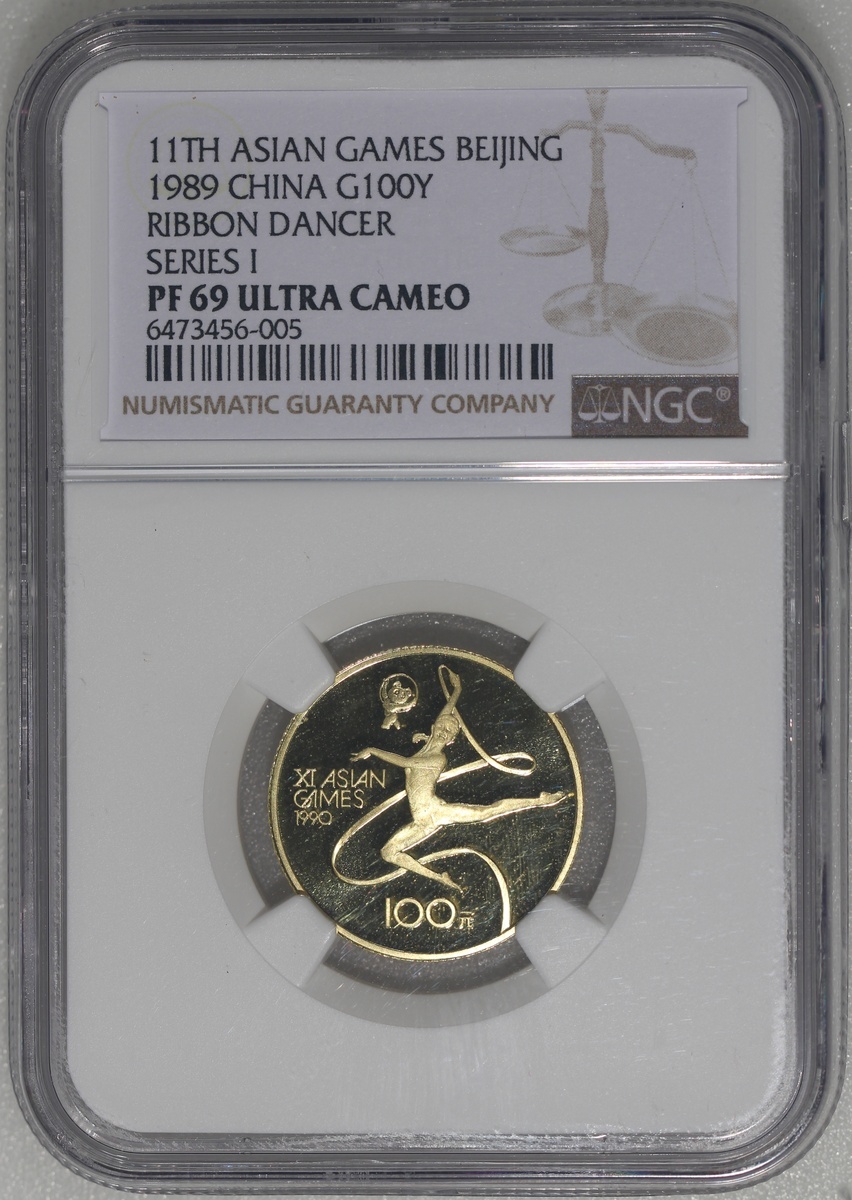 11TH ASIAN GAMES BEIJING
1989 CHINA G100Y
RIBBON DANCER
SERIES I
PF 69 ULTRA CAMEO
6473456-005
NUMISMATIC GUARANTY COMPANY
NGC®
XI ASIAN
GAMES
1990
100元